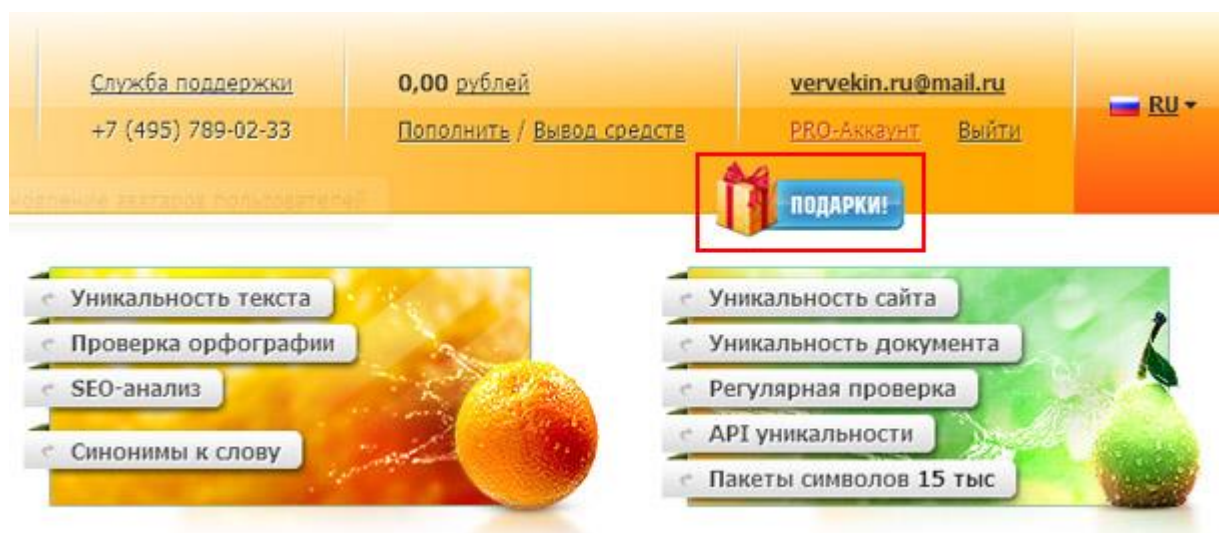 Служба поддержки
+7 (495) 789-02-33
0,00 рублей
Пополнить / Вывод средств
vervekin.ru@mail.ru
PRO-Аккаунт Выйти
RU
ПОДАРКИ!
Уникальность текста
Проверка орфографии
SEO-анализ
Синонимы к слову
Уникальность сайта
Уникальность документа
Регулярная проверка
API уникальности
Пакеты символов 15 тыс